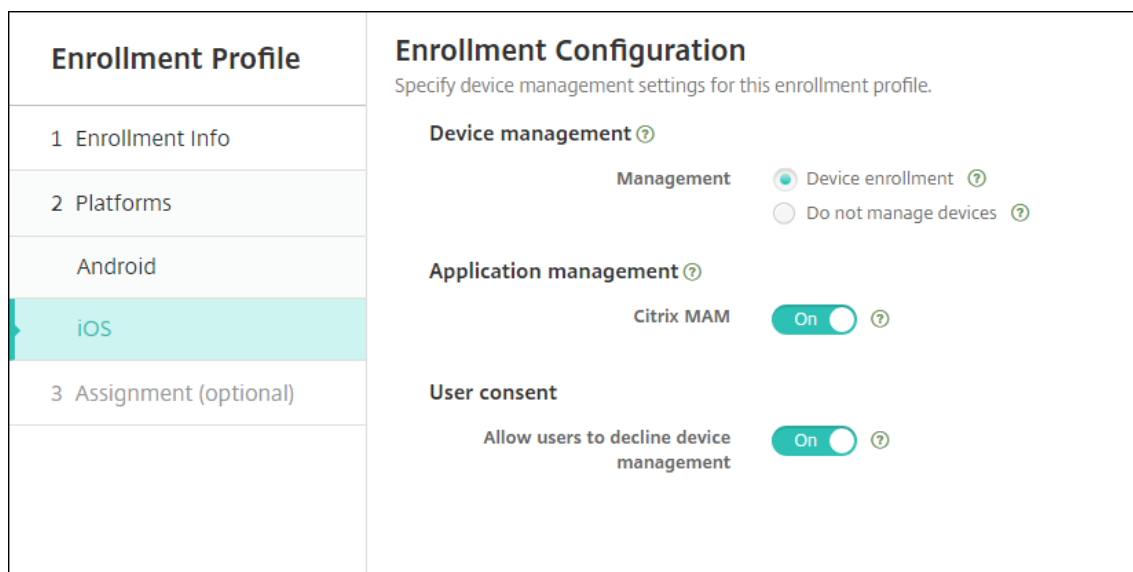 Enrollment Profile
1 Enrollment Info
2 Platforms
Android
iOS
3 Assignment (optional)
Enrollment Configuration
Specify device management settings for this enrollment profile.
Device management ?
Management
Device enrollment ?
Do not manage devices ?
Application management ?
Citrix MAM
On ?
User consent
Allow users to decline device
management
On ?